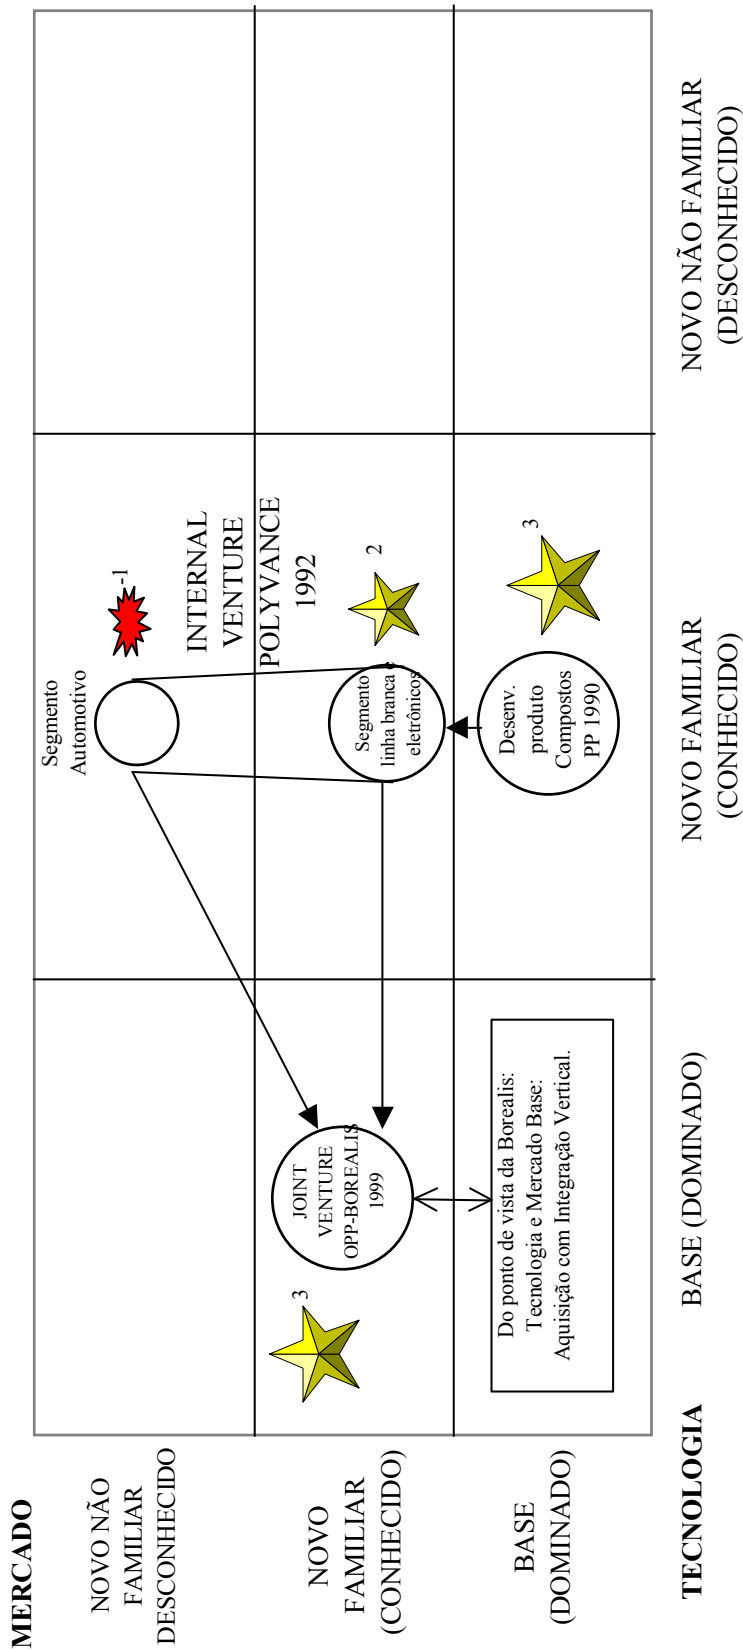 MERCADO
NOVO NÃO
FAMILIAR
DESCONHECIDO
Segmento
Automotivo
-1
INTERNAL
VENTURE
POLYVANCE
1992
NOVO
FAMILIAR
(CONHECIDO)
3
JOINT
VENTURE
OPP-BOREALIS
1999
Segmento
linha branca e
eletrônicos
2
BASE
(DOMINADO)
Do ponto de vista da Borealis:
Tecnologia e Mercado Base:
Aquisição com Integração Vertical.
Desenv.
produto
Compostos
PP 1990
3
TECNOLOGIA
BASE (DOMINADO)
NOVO FAMILIAR
(CONHECIDO)
NOVO NÃO FAMILIAR
(DESCONHECIDO)